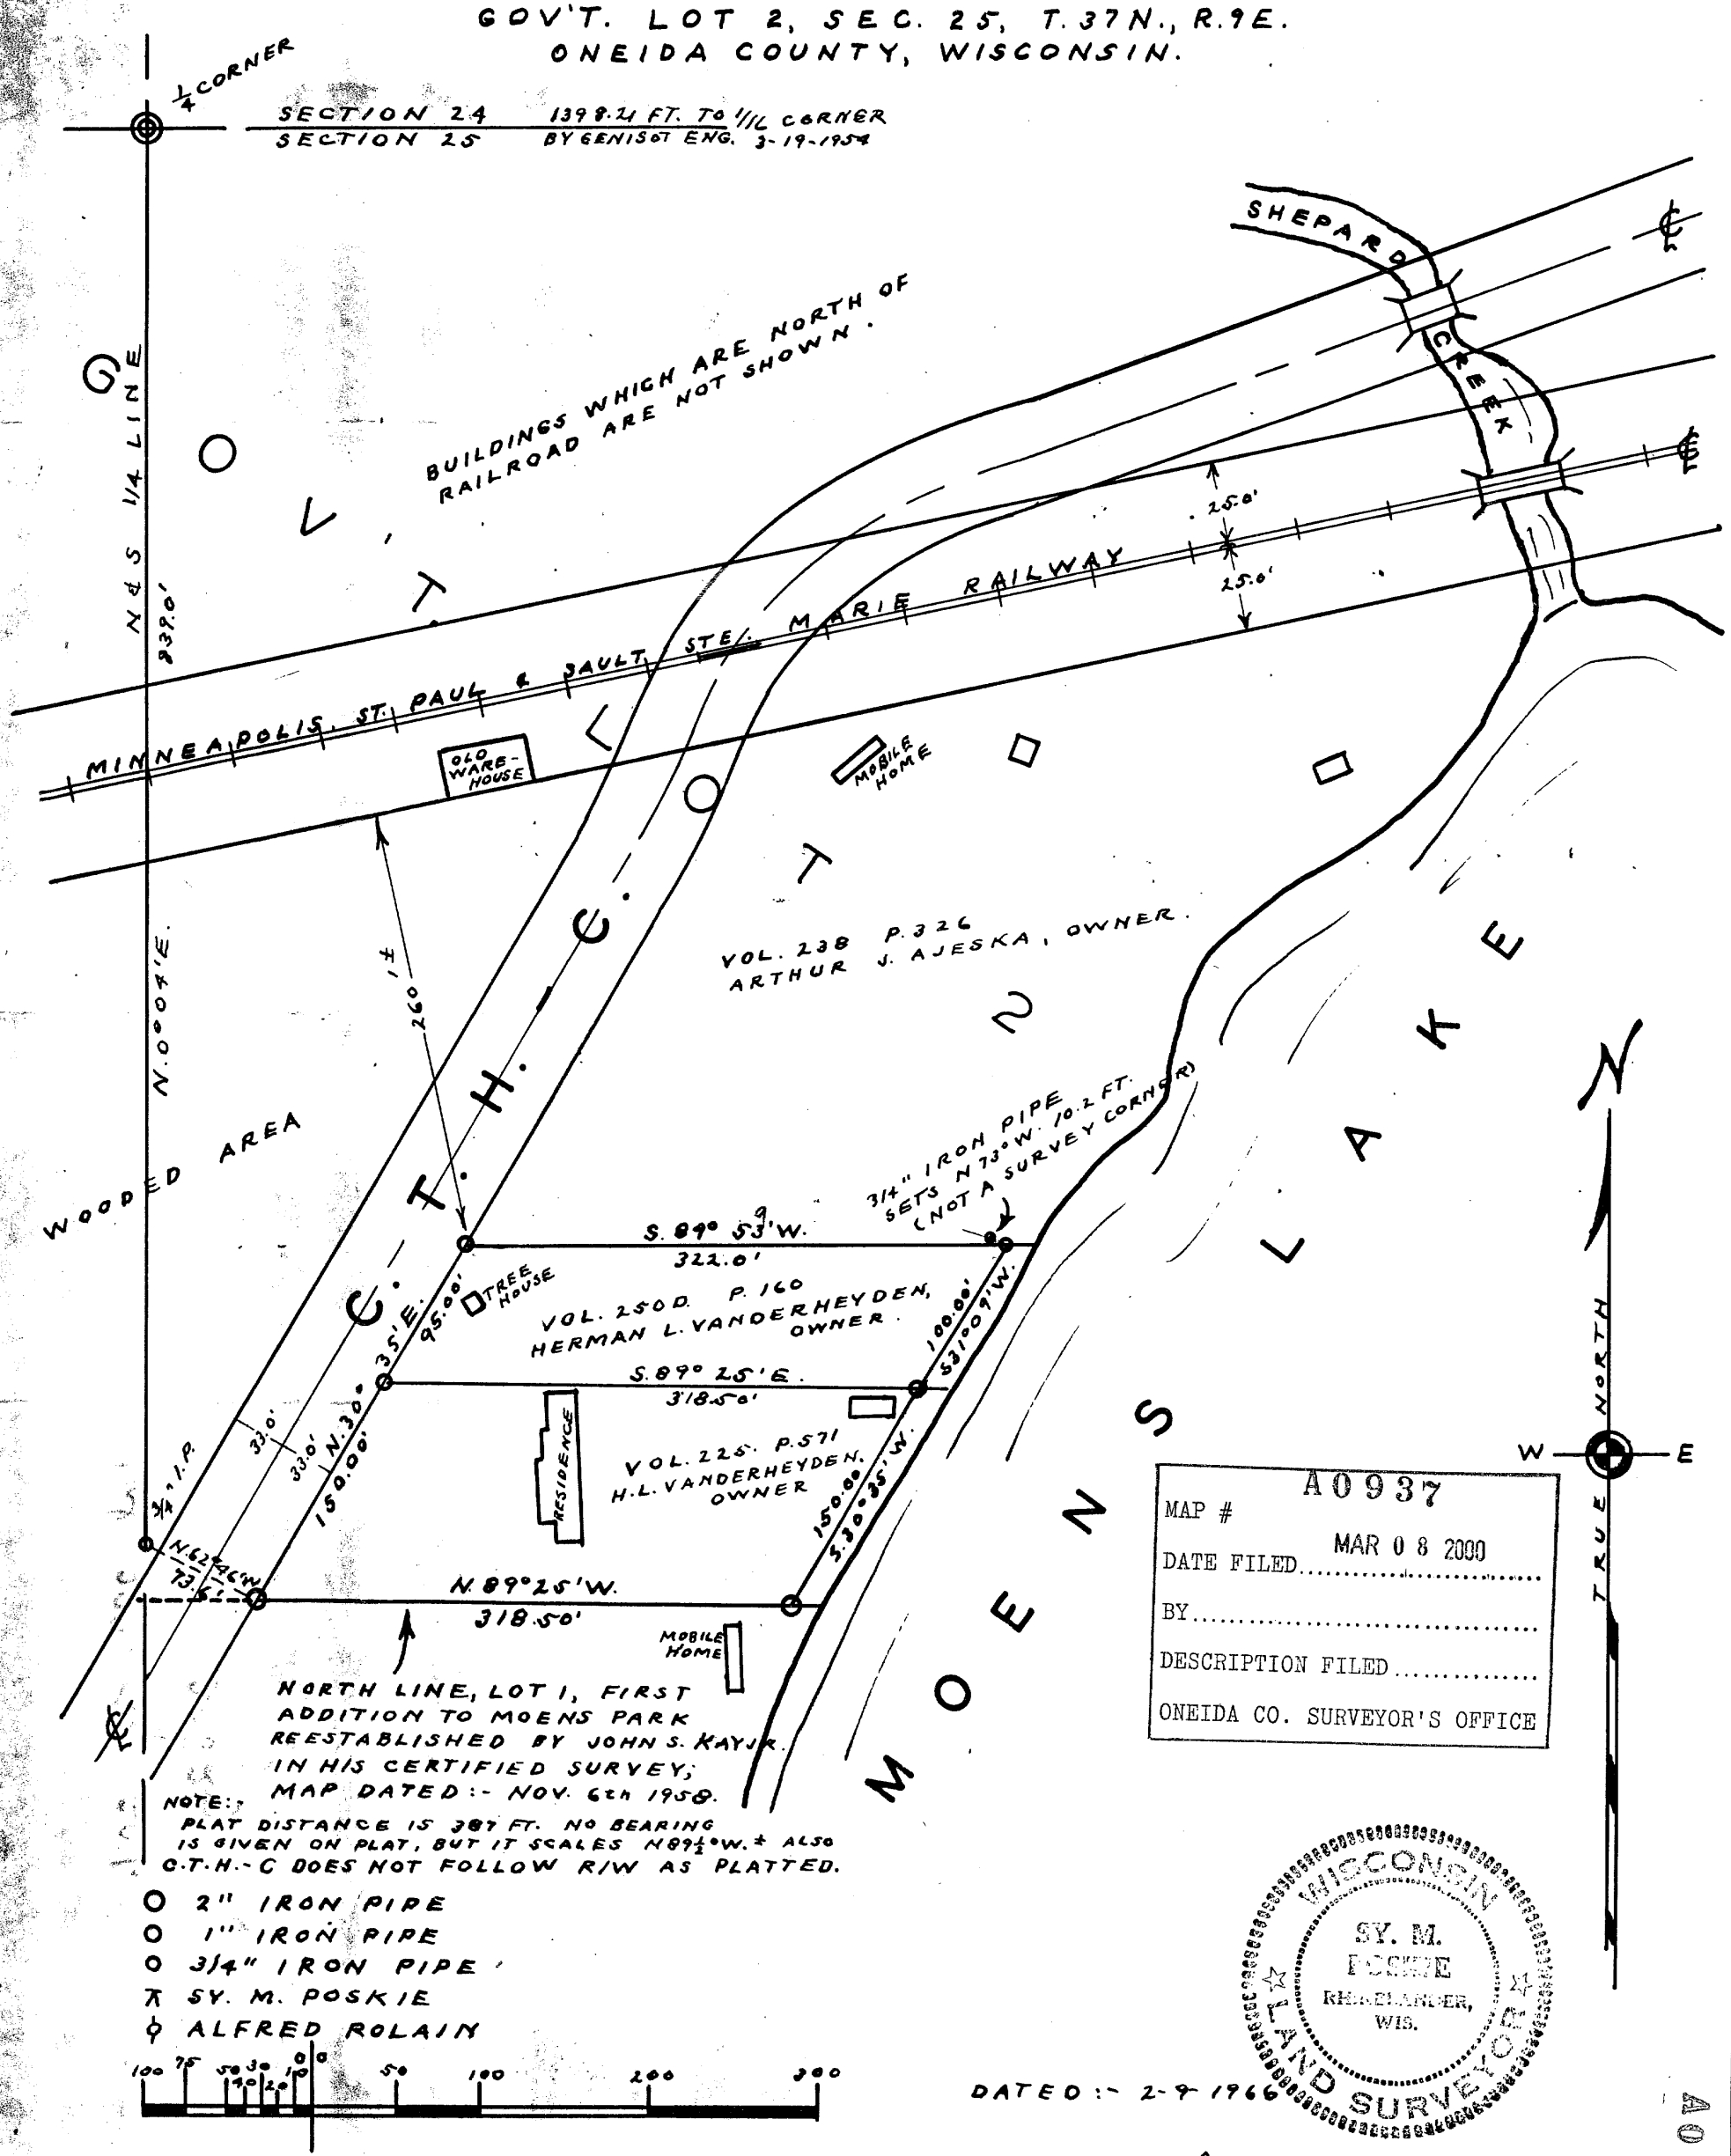 GOV'T. LOT 2, SEC. 25, T.37N., R.9E.
ONEIDA COUNTY, WISCONSIN.
1/4 CORNER
SECTION 24
SECTION 25
1398.21 FT. TO 1/16 CORNER
BY GENISOT ENG. 3-19-1954
SHEPARD
CREEK
N & S 1/4 LINE
839.0'
N.0°04'E.
GOV'T. LOT 2
BUILDINGS WHICH ARE NORTH OF
RAILROAD ARE NOT SHOWN.
25.0'
25.0'
MINNEAPOLIS, ST. PAUL & SAULT STE. MARIE RAILWAY
OLD
WARE-
HOUSE
MOBILE
HOME
260'±
C. T. H. - C.
VOL. 238 P.326
ARTHUR J. AJESKA, OWNER.
WOODED AREA
3/4" IRON PIPE
SETS N73°W. 10.2 FT.
(NOT A SURVEY CORNER)
MOENS LAKE
N
S. 89° 53'W.
9
322.0'
TREE
HOUSE
VOL. 250D. P. 160
HERMAN L. VANDERHEYDEN,
OWNER.
95.00'
100.00'
S31°09'W.
S. 89° 25'E.
318.50'
N.30° 35'E.
150.00'
33.0'
33.0'
RESIDENCE
VOL. 225. P.571
H.L. VANDERHEYDEN,
OWNER
150.00'
S.30°35'W.
3/4" I.P.
N.62°46'W
73.6'
N.89°25'W.
318.50'
MOBILE
HOME
NORTH LINE, LOT 1, FIRST
ADDITION TO MOENS PARK
REESTABLISHED BY JOHN S. KAY JR.
IN HIS CERTIFIED SURVEY;
MAP DATED:- NOV. 6th 1958.
NOTE:-
PLAT DISTANCE IS 387 FT. NO BEARING
IS GIVEN ON PLAT, BUT IT SCALES N89½°W.± ALSO
C.T.H.-C DOES NOT FOLLOW R/W AS PLATTED.
2" IRON PIPE
1" IRON PIPE
3/4" IRON PIPE
SY. M. POSKIE
ALFRED ROLAIN
100 75 50 40 30 20 10 0 0 50 100 200 300
W E
TRUE NORTH
A0937
MAP #
MAR 08 2000
DATE FILED
BY
DESCRIPTION FILED
ONEIDA CO. SURVEYOR'S OFFICE
WISCONSIN
SY. M.
POSKIE
RHINELANDER,
WIS.
LAND SURVEYOR
DATED:- 2-9-1966
A0